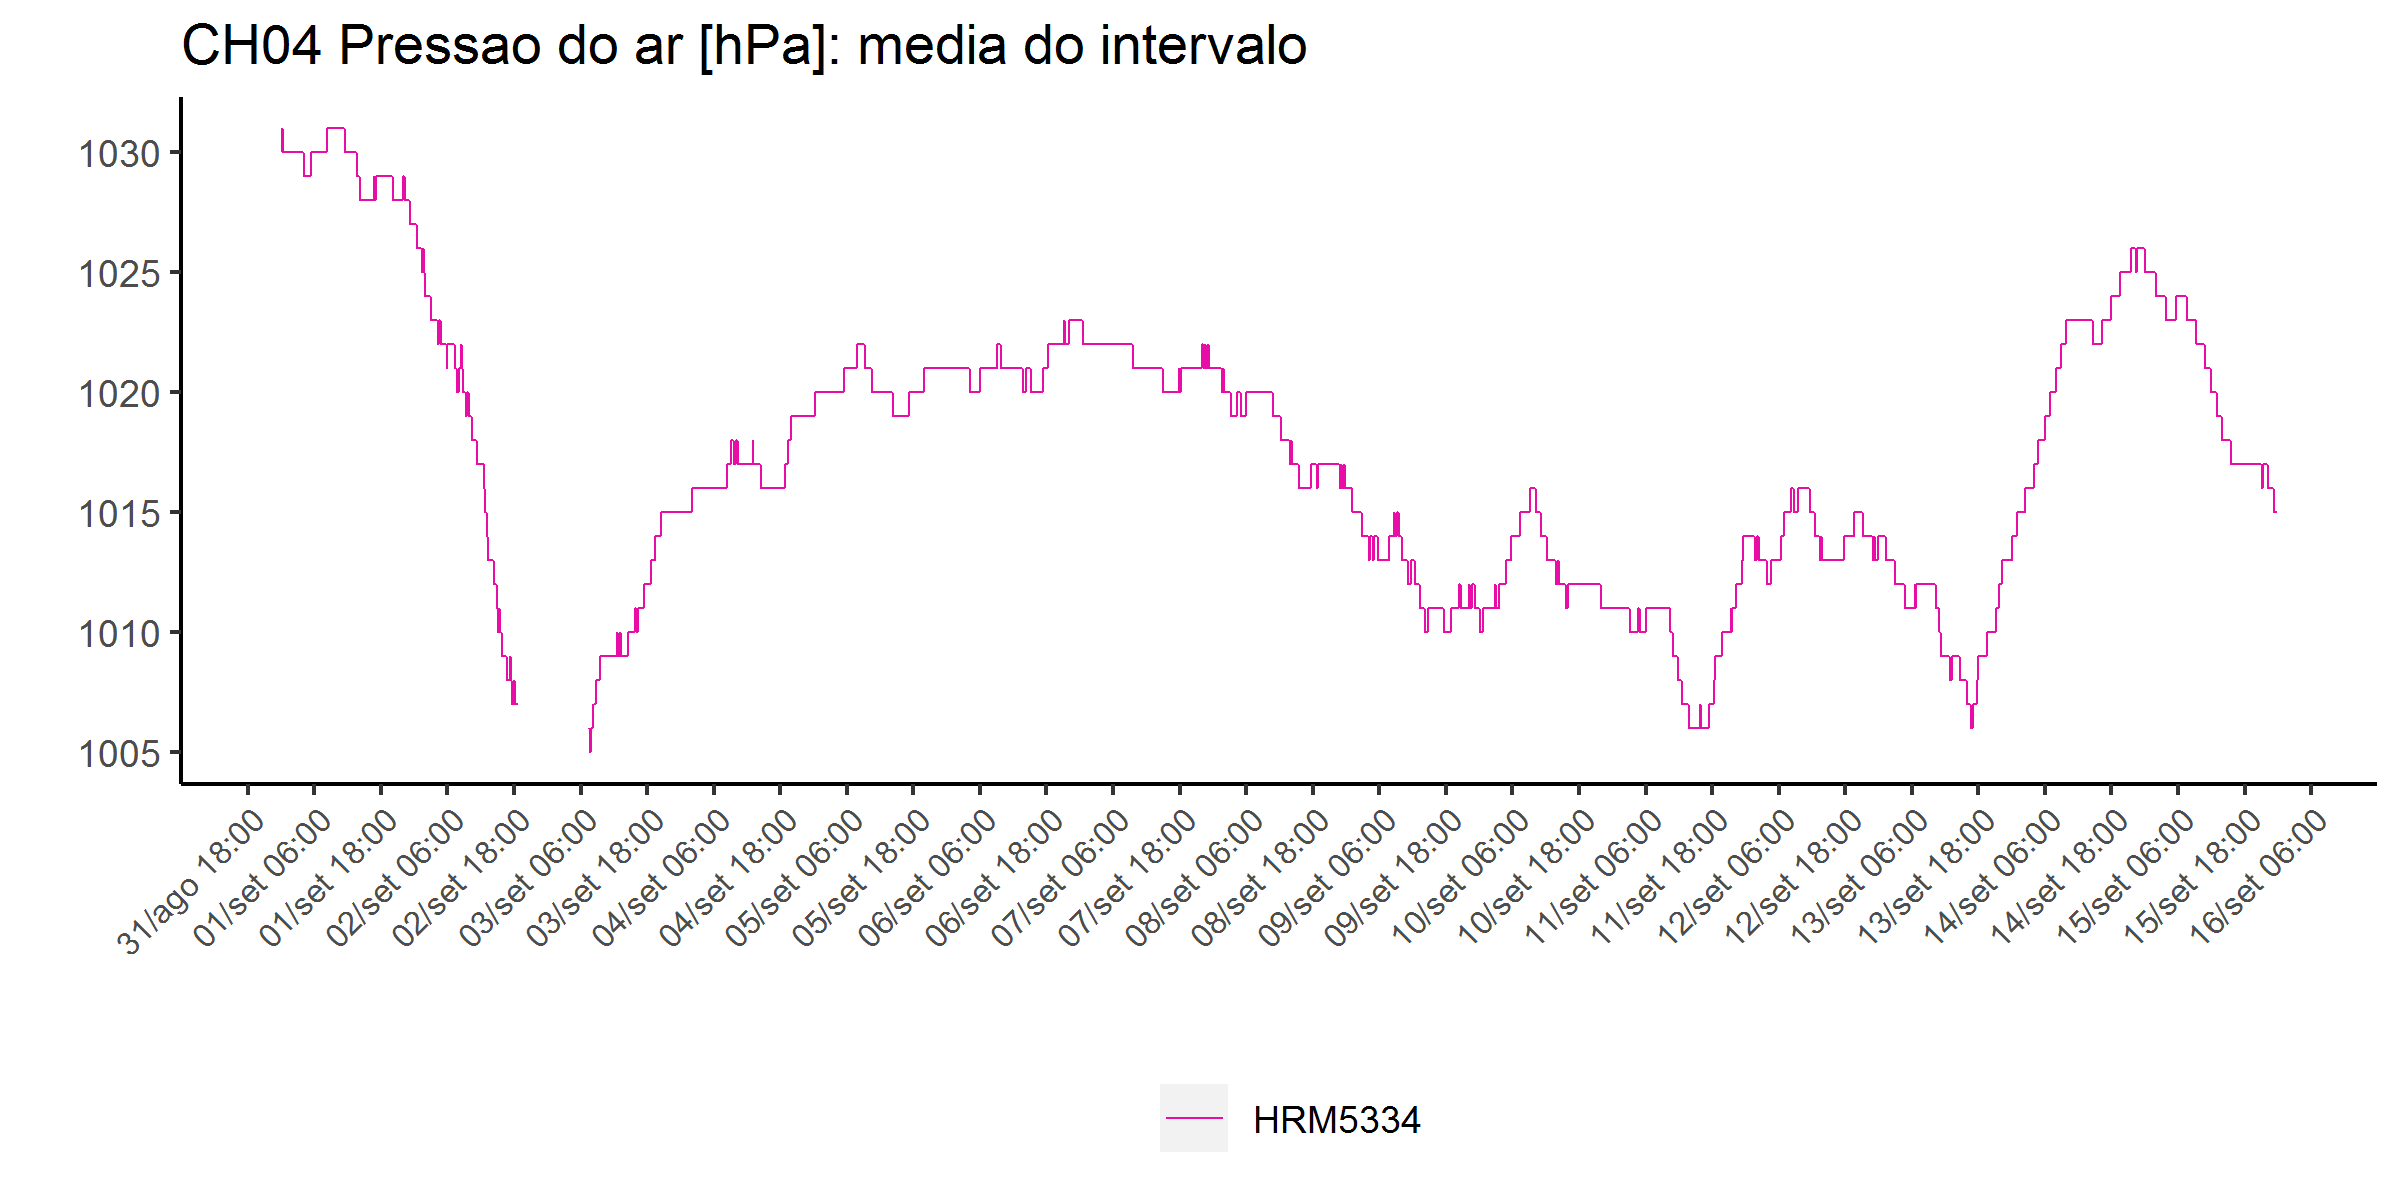 CH04 Pressao do ar [hPa]: media do intervalo
1030
1025
1020
1015
1010
1005
31/ago 18:00
01/set 06:00
01/set 18:00
02/set 06:00
02/set 18:00
03/set 06:00
03/set 18:00
04/set 06:00
04/set 18:00
05/set 06:00
05/set 18:00
06/set 06:00
06/set 18:00
07/set 06:00
07/set 18:00
08/set 06:00
08/set 18:00
09/set 06:00
09/set 18:00
10/set 06:00
10/set 18:00
11/set 06:00
11/set 18:00
12/set 06:00
12/set 18:00
13/set 06:00
13/set 18:00
14/set 06:00
14/set 18:00
15/set 06:00
15/set 18:00
16/set 06:00
HRM5334